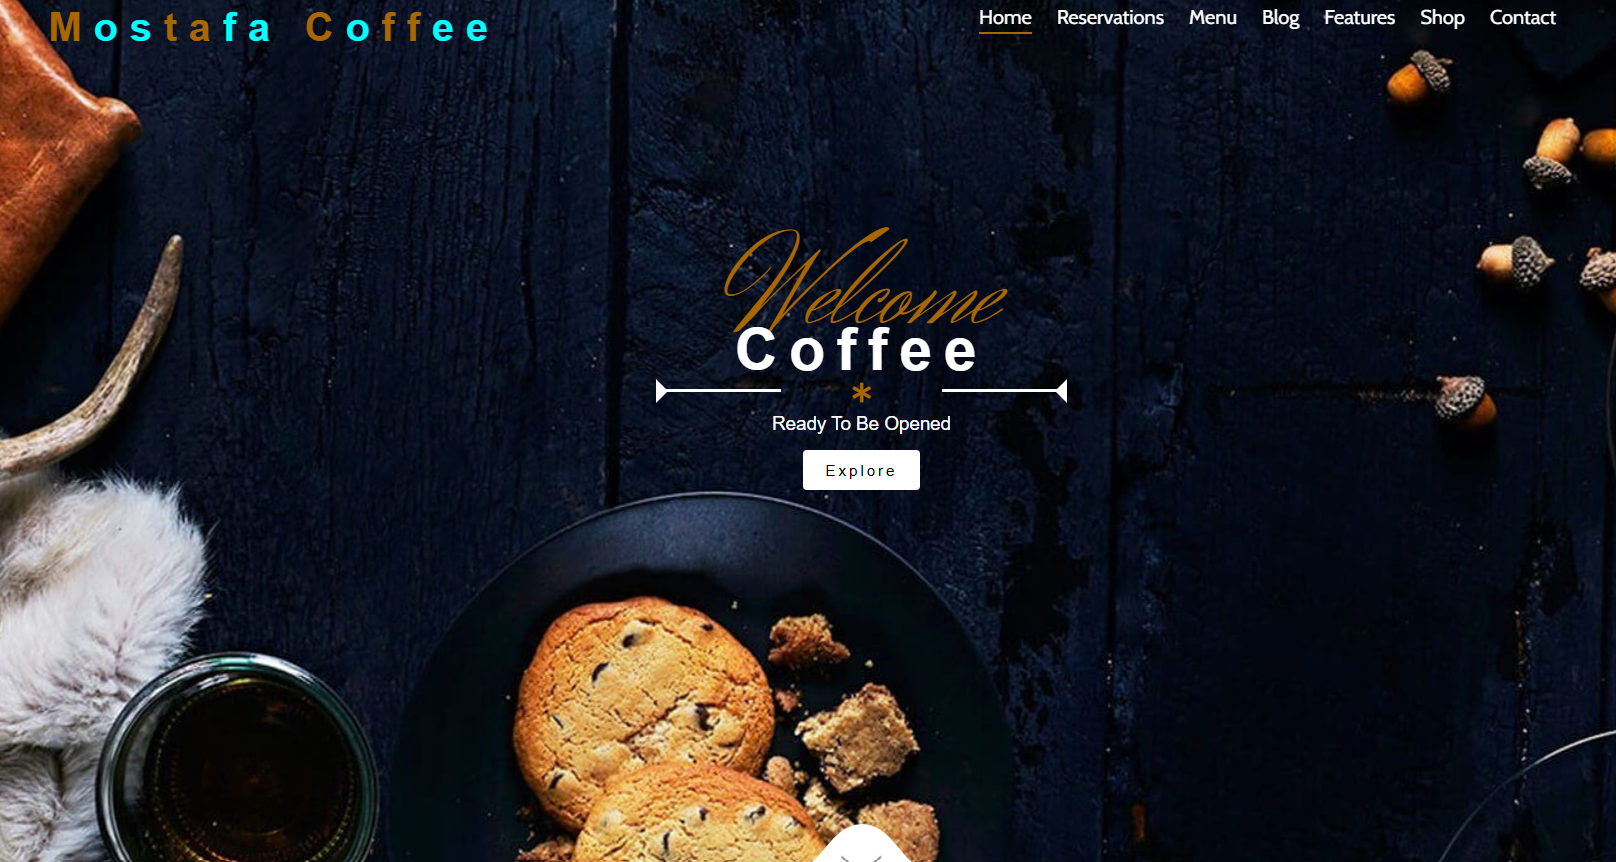 Mostafa Coffee
Home Reservations Menu Blog Features Shop Contact
Welcome
Coffee
*
Ready To Be Opened
Explore